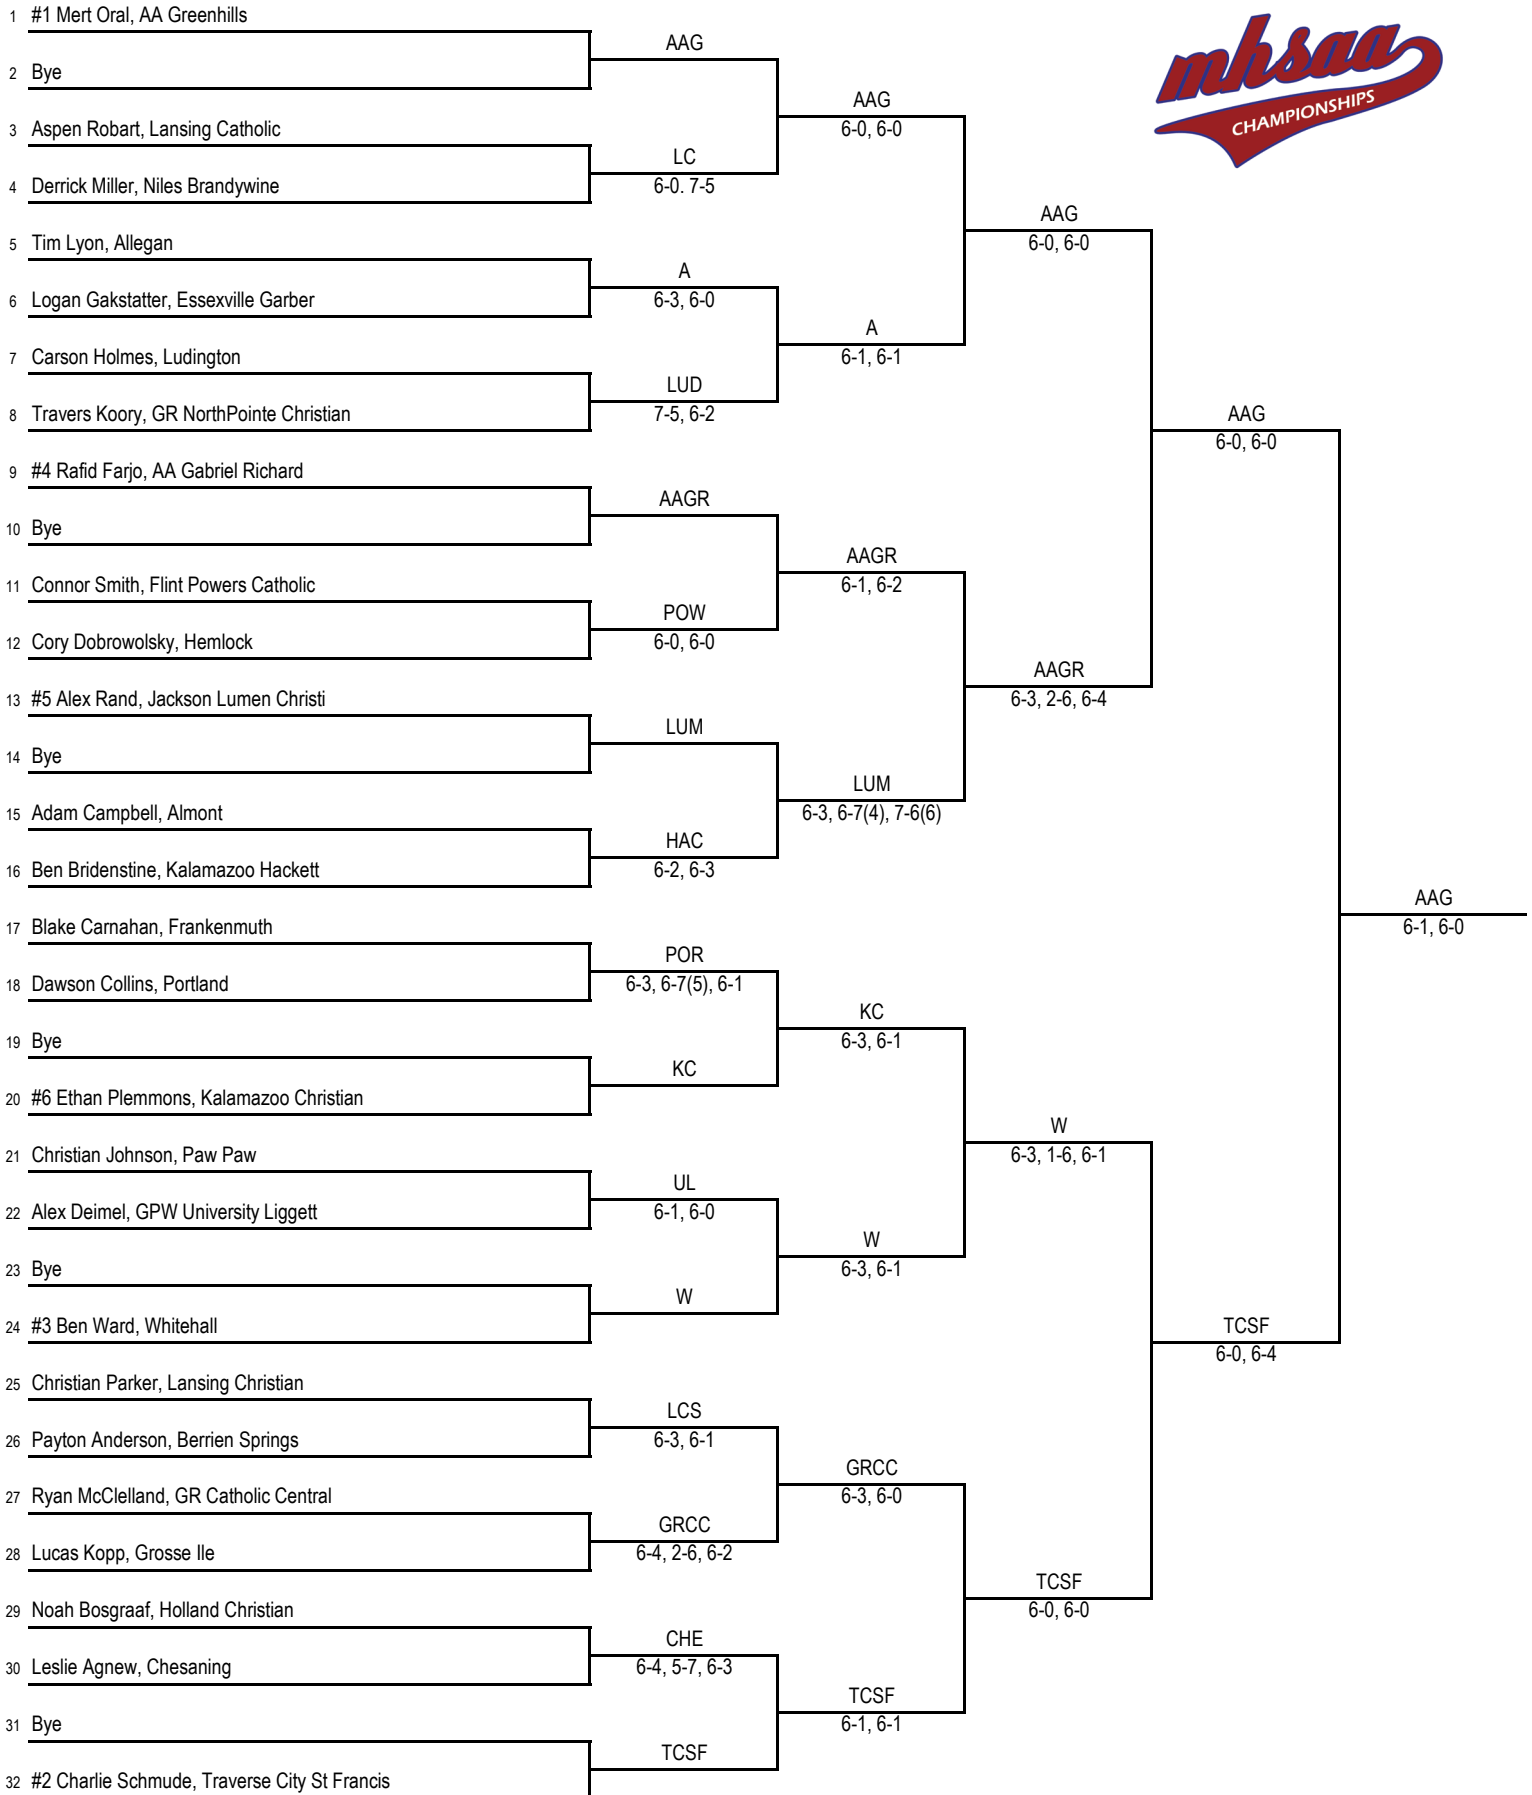 1 #1 Mert Oral, AA Greenhills
2 Bye
3 Aspen Robart, Lansing Catholic
4 Derrick Miller, Niles Brandywine
5 Tim Lyon, Allegan
6 Logan Gakstatter, Essexville Garber
7 Carson Holmes, Ludington
8 Travers Koory, GR NorthPointe Christian
9 #4 Rafid Farjo, AA Gabriel Richard
10 Bye
11 Connor Smith, Flint Powers Catholic
12 Cory Dobrowolsky, Hemlock
13 #5 Alex Rand, Jackson Lumen Christi
14 Bye
15 Adam Campbell, Almont
16 Ben Bridenstine, Kalamazoo Hackett
17 Blake Carnahan, Frankenmuth
18 Dawson Collins, Portland
19 Bye
20 #6 Ethan Plemmons, Kalamazoo Christian
21 Christian Johnson, Paw Paw
22 Alex Deimel, GPW University Liggett
23 Bye
24 #3 Ben Ward, Whitehall
25 Christian Parker, Lansing Christian
26 Payton Anderson, Berrien Springs
27 Ryan McClelland, GR Catholic Central
28 Lucas Kopp, Grosse Ile
29 Noah Bosgraaf, Holland Christian
30 Leslie Agnew, Chesaning
31 Bye
32 #2 Charlie Schmude, Traverse City St Francis
AAG
LC
6-0. 7-5
A
6-3, 6-0
LUD
7-5, 6-2
AAGR
POW
6-0, 6-0
LUM
HAC
6-2, 6-3
POR
6-3, 6-7(5), 6-1
KC
UL
6-1, 6-0
W
LCS
6-3, 6-1
GRCC
6-4, 2-6, 6-2
CHE
6-4, 5-7, 6-3
TCSF
AAG
6-0, 6-0
A
6-1, 6-1
AAGR
6-1, 6-2
LUM
6-3, 6-7(4), 7-6(6)
KC
6-3, 6-1
W
6-3, 6-1
GRCC
6-3, 6-0
TCSF
6-1, 6-1
AAG
6-0, 6-0
AAGR
6-3, 2-6, 6-4
W
6-3, 1-6, 6-1
TCSF
6-0, 6-0
AAG
6-0, 6-0
TCSF
6-0, 6-4
AAG
6-1, 6-0
mhsaa
CHAMPIONSHIPS